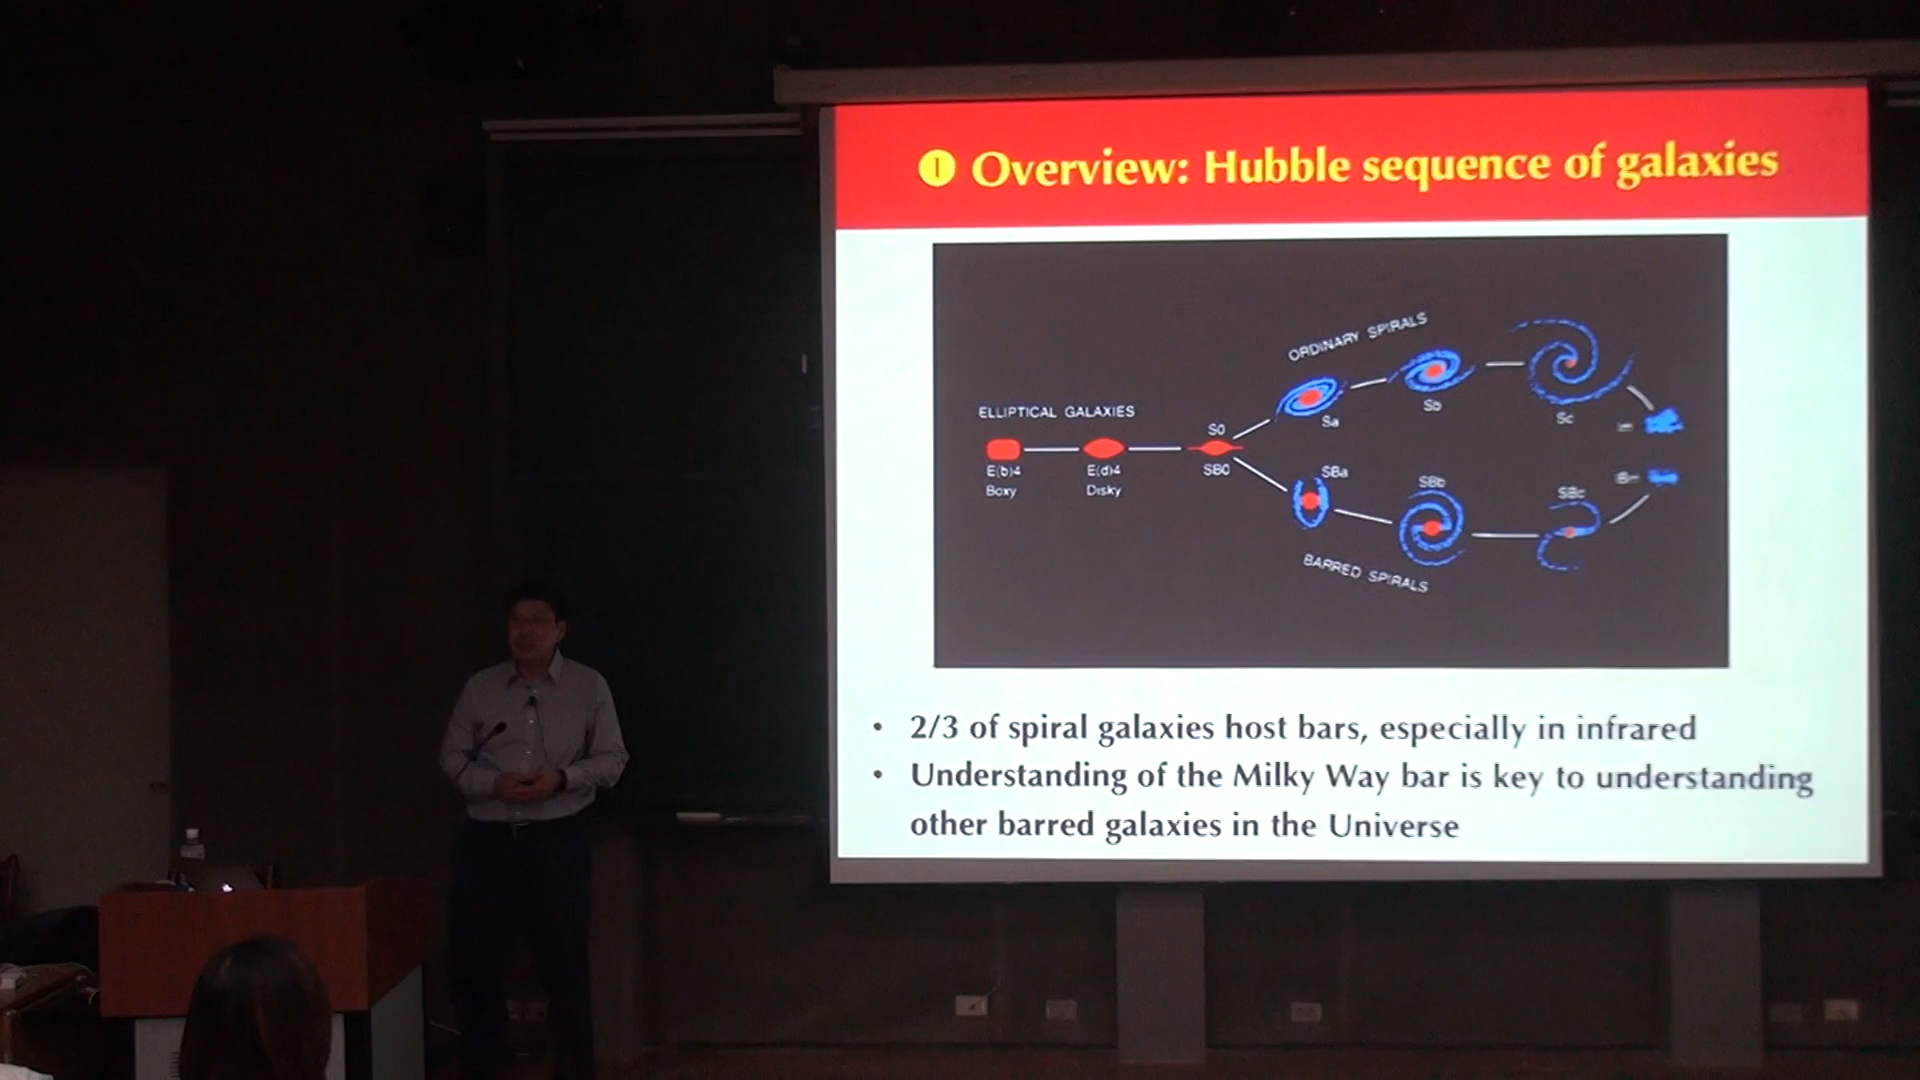 1 Overview: Hubble sequence of galaxies
ORDINARY SPIRALS
ELLIPTICAL GALAXIES
Sa
Sb
Sc
S0
E(b)4
Boxy
E(d)4
Disky
SB0
SBa
SBb
SBc
BARRED SPIRALS
• 2/3 of spiral galaxies host bars, especially in infrared
• Understanding of the Milky Way bar is key to understanding
other barred galaxies in the Universe